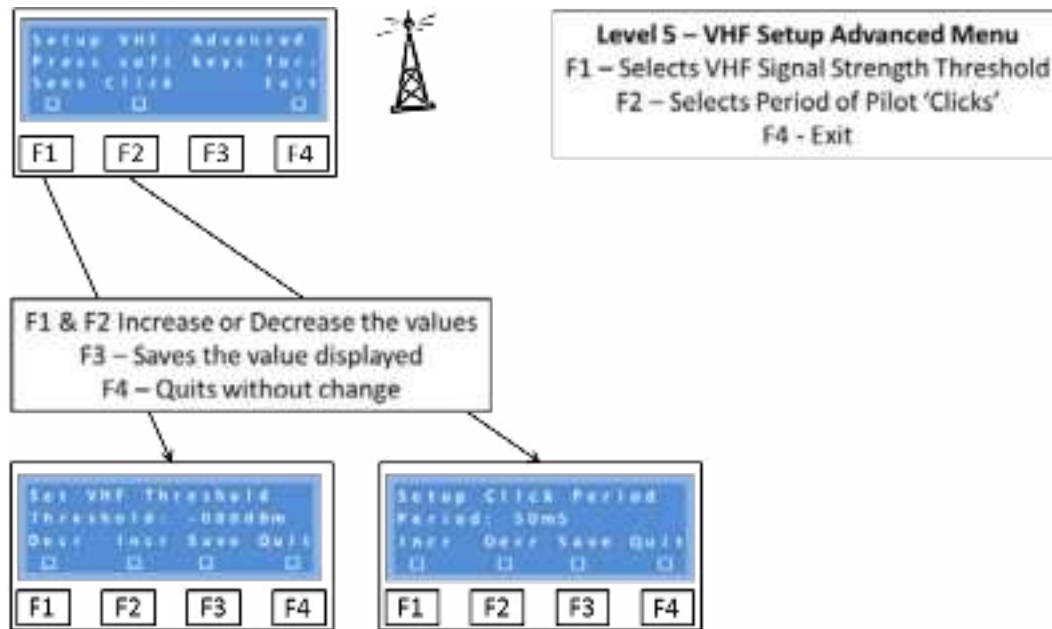 Setup VHF Advanced
Press soft keys for:
Sens Click Exit
F1 F2 F3 F4
Level 5 – VHF Setup Advanced Menu
F1 – Selects VHF Signal Strength Threshold
F2 – Selects Period of Pilot ‘Clicks’
F4 - Exit
F1 & F2 Increase or Decrease the values
F3 – Saves the value displayed
F4 – Quits without change
Set VHF Threshold
Threshold:
Decr Incr Save Quit
F1 F2 F3 F4
Setup Click Period
Period: 50mS
Incr Decr Save Quit
F1 F2 F3 F4